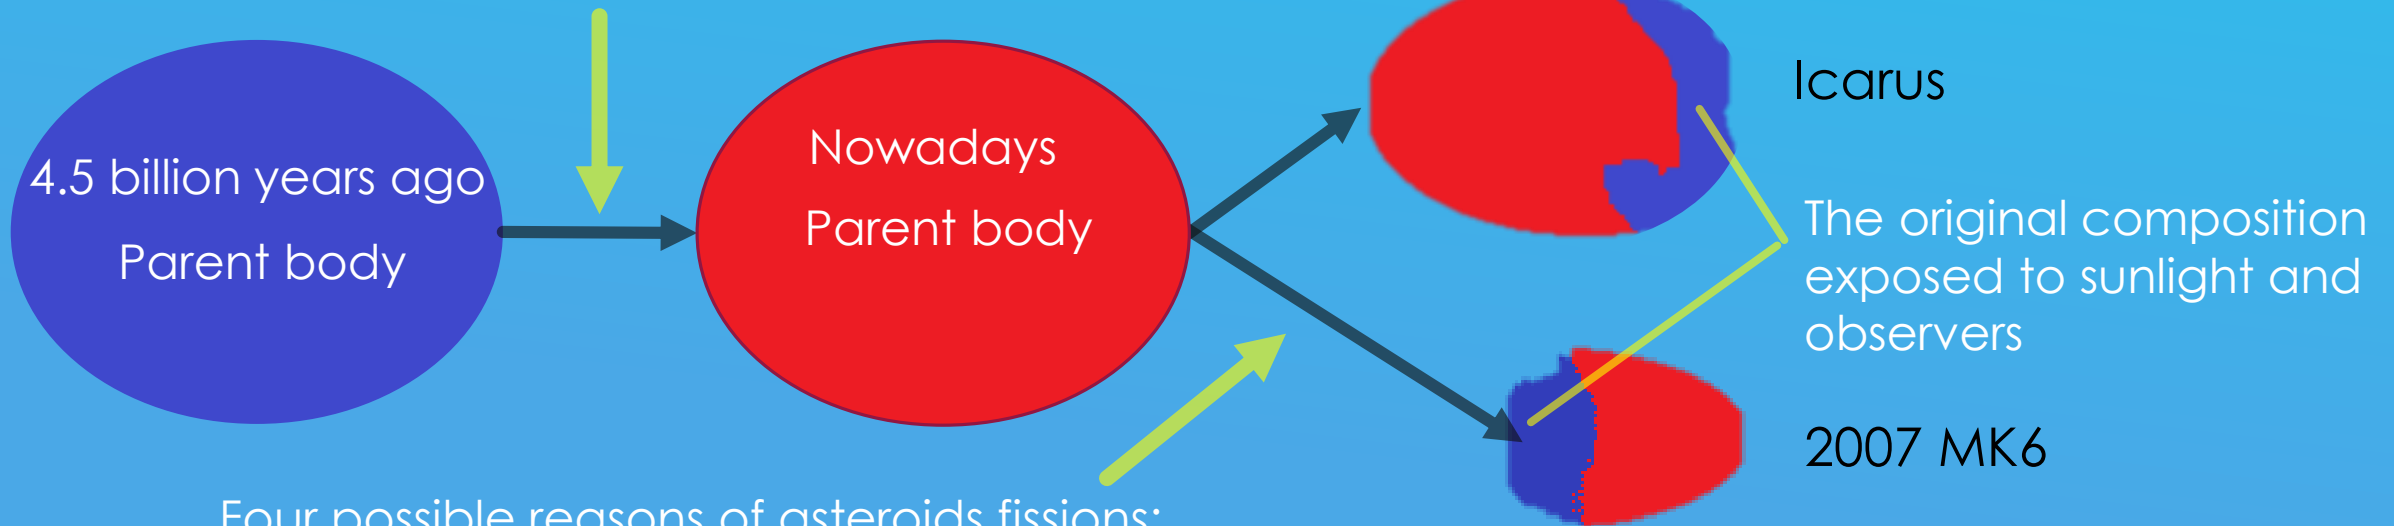 4.5 billion years ago
Parent body
Nowadays
Parent body
Icarus
The original composition
exposed to sunlight and
observers
2007 MK6
Four possible reasons of asteroids fissions: